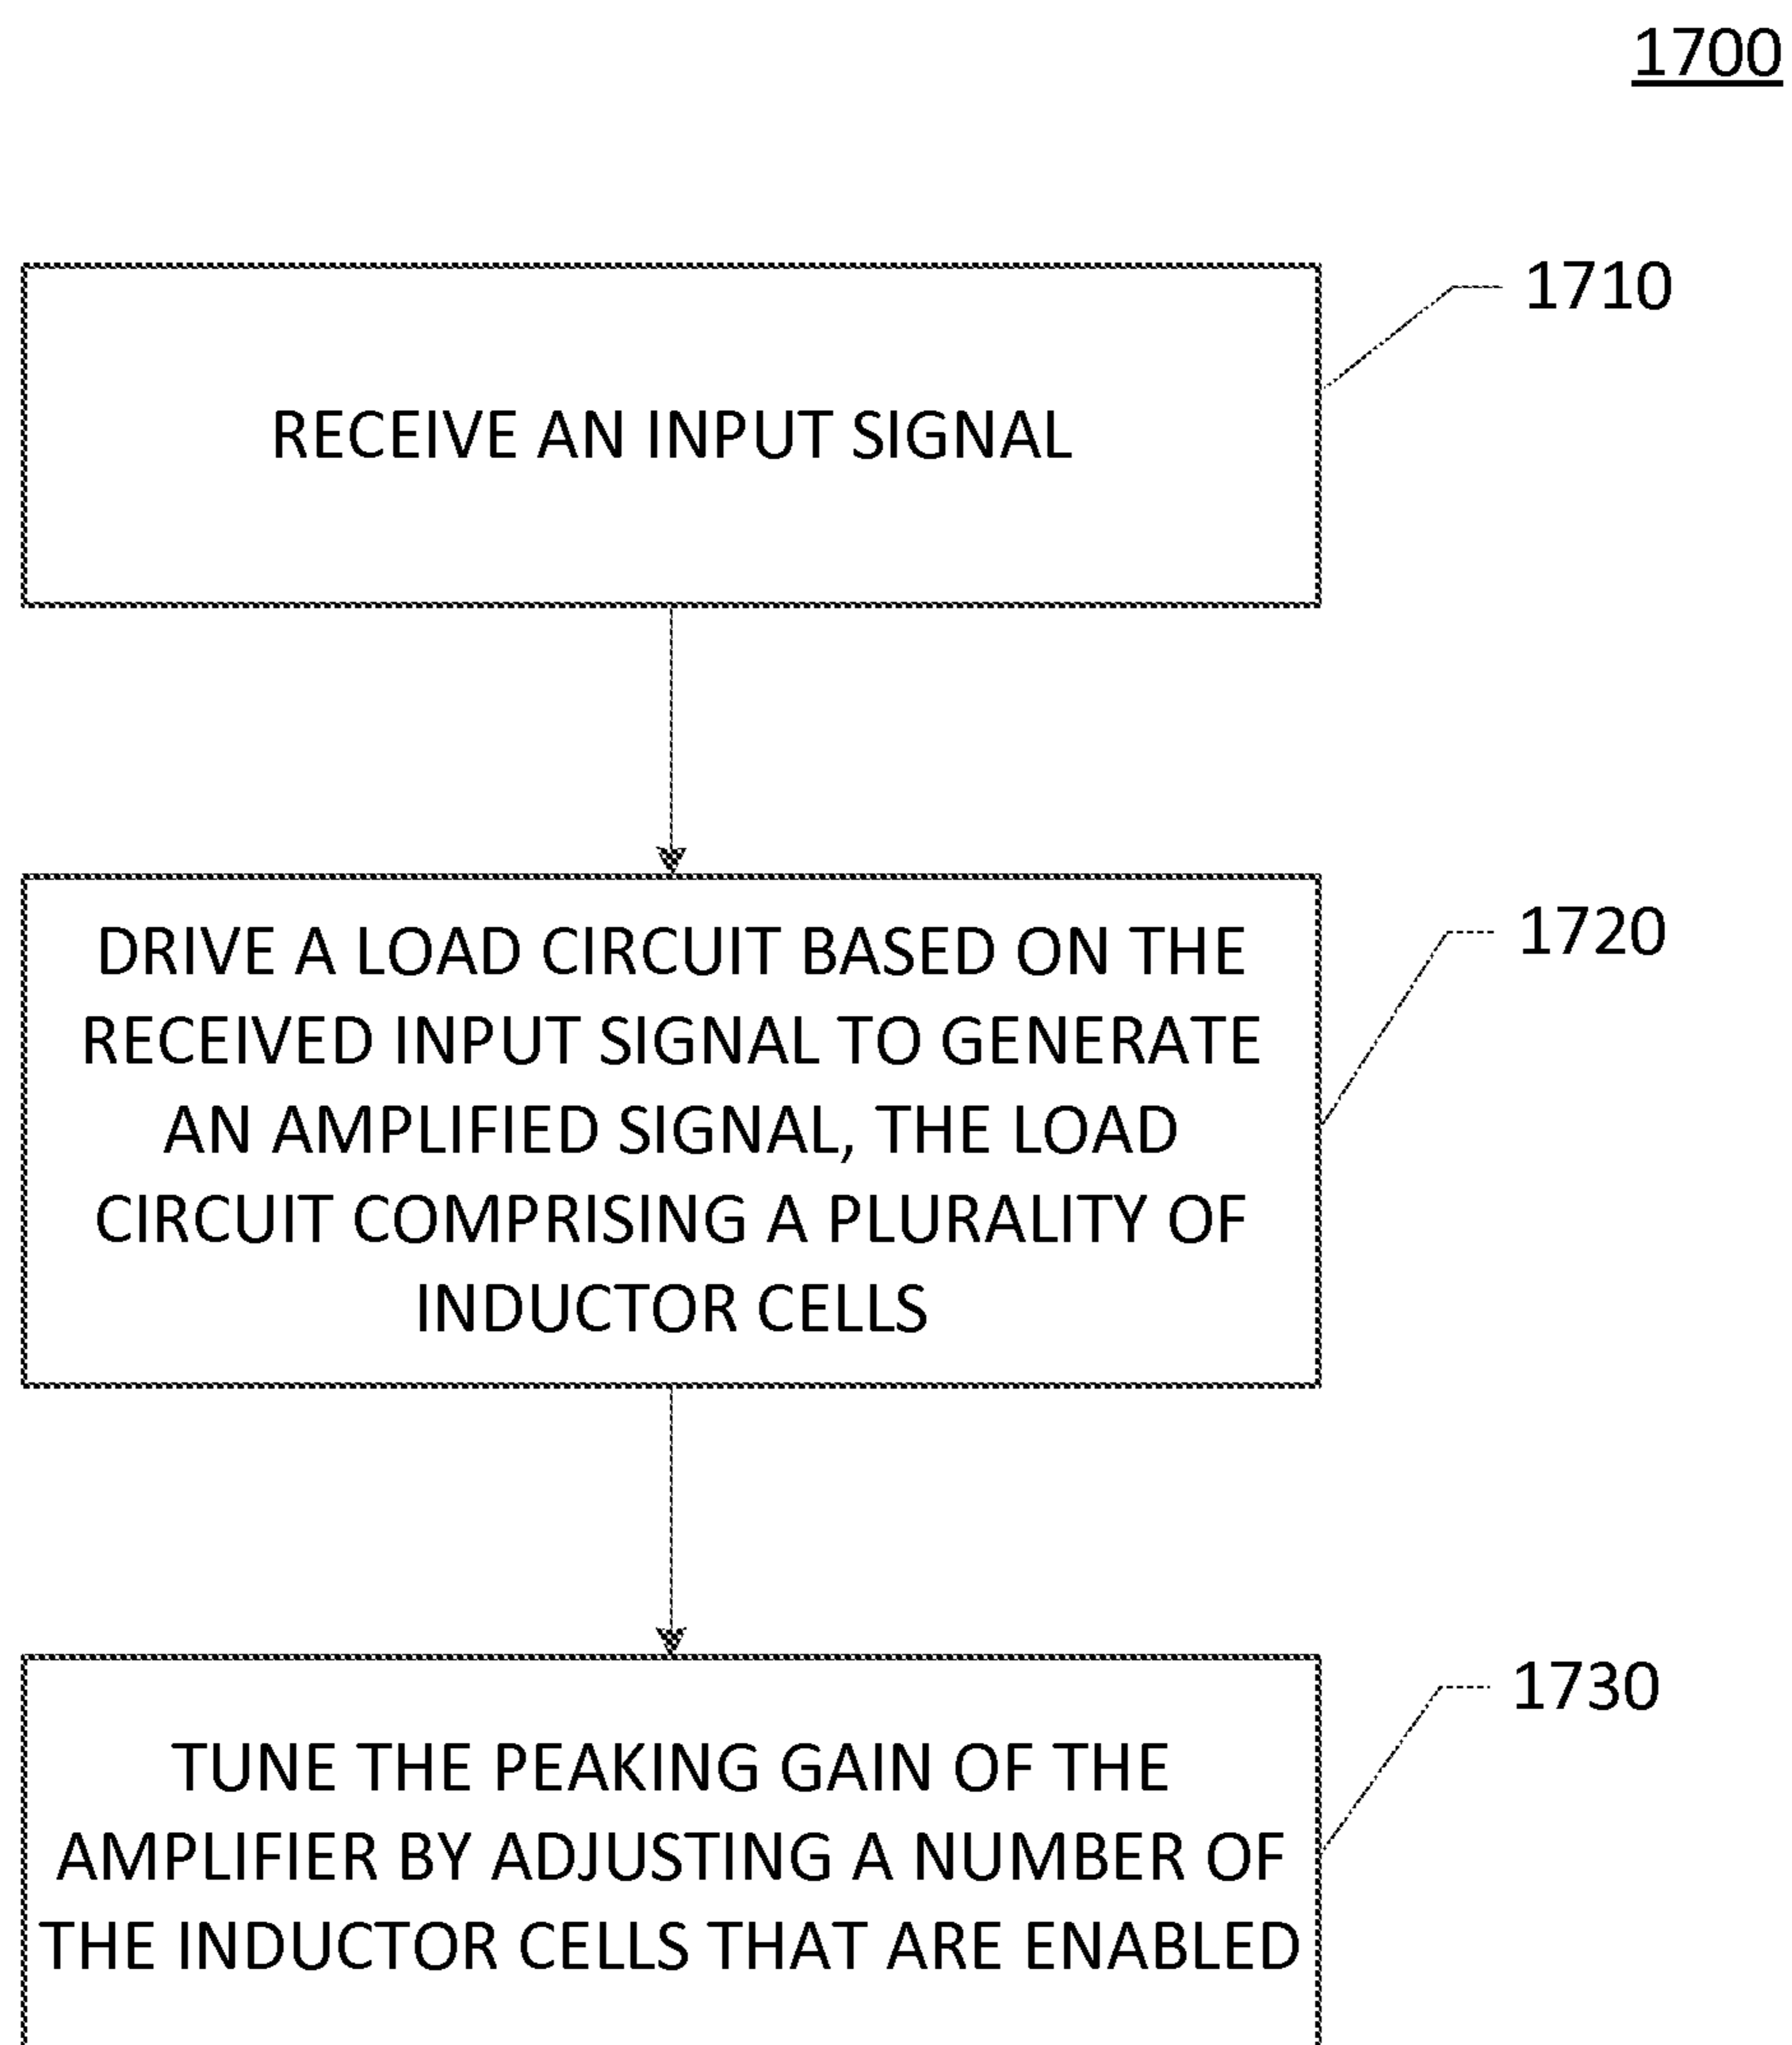 1700
1710
RECEIVE AN INPUT SIGNAL
1720
DRIVE A LOAD CIRCUIT BASED ON THE
RECEIVED INPUT SIGNAL TO GENERATE
AN AMPLIFIED SIGNAL, THE LOAD
CIRCUIT COMPRISING A PLURALITY OF
INDUCTOR CELLS
1730
TUNE THE PEAKING GAIN OF THE
AMPLIFIER BY ADJUSTING A NUMBER OF
THE INDUCTOR CELLS THAT ARE ENABLED